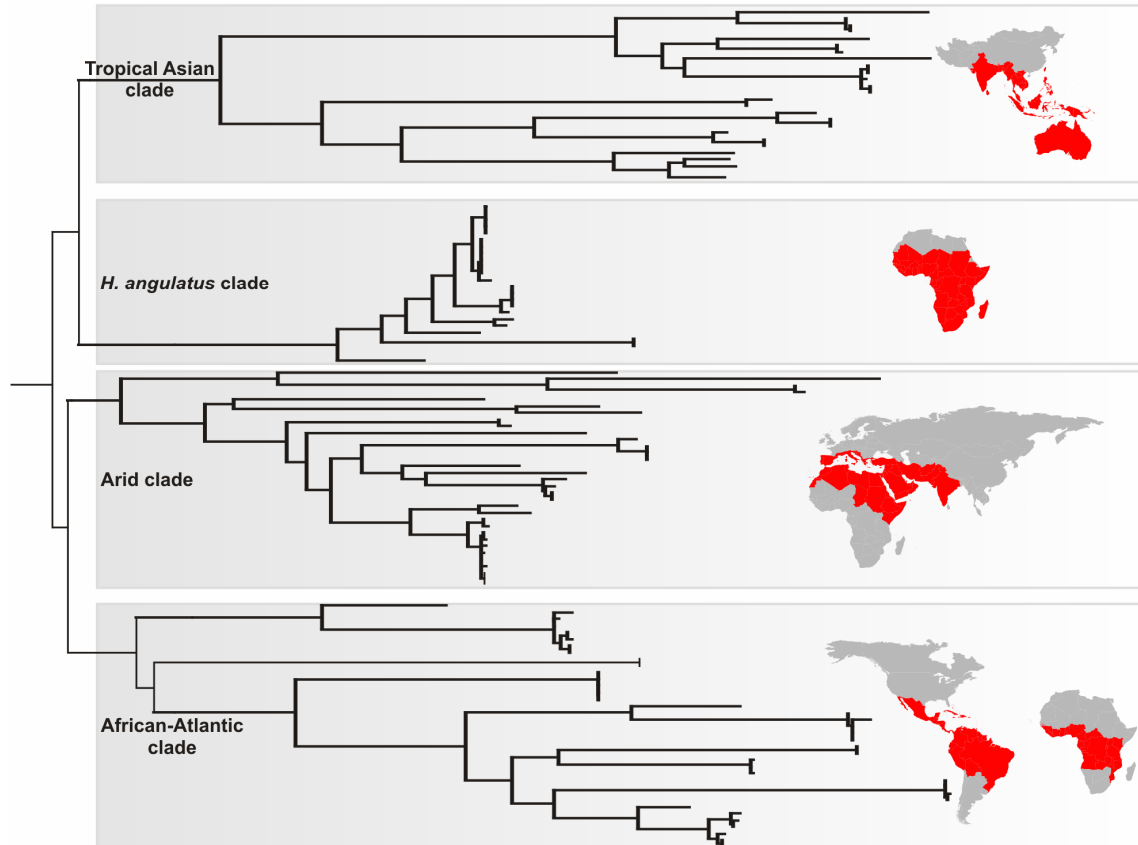 Tropical Asian
clade
H. angulatus clade
Arid clade
African-Atlantic
clade